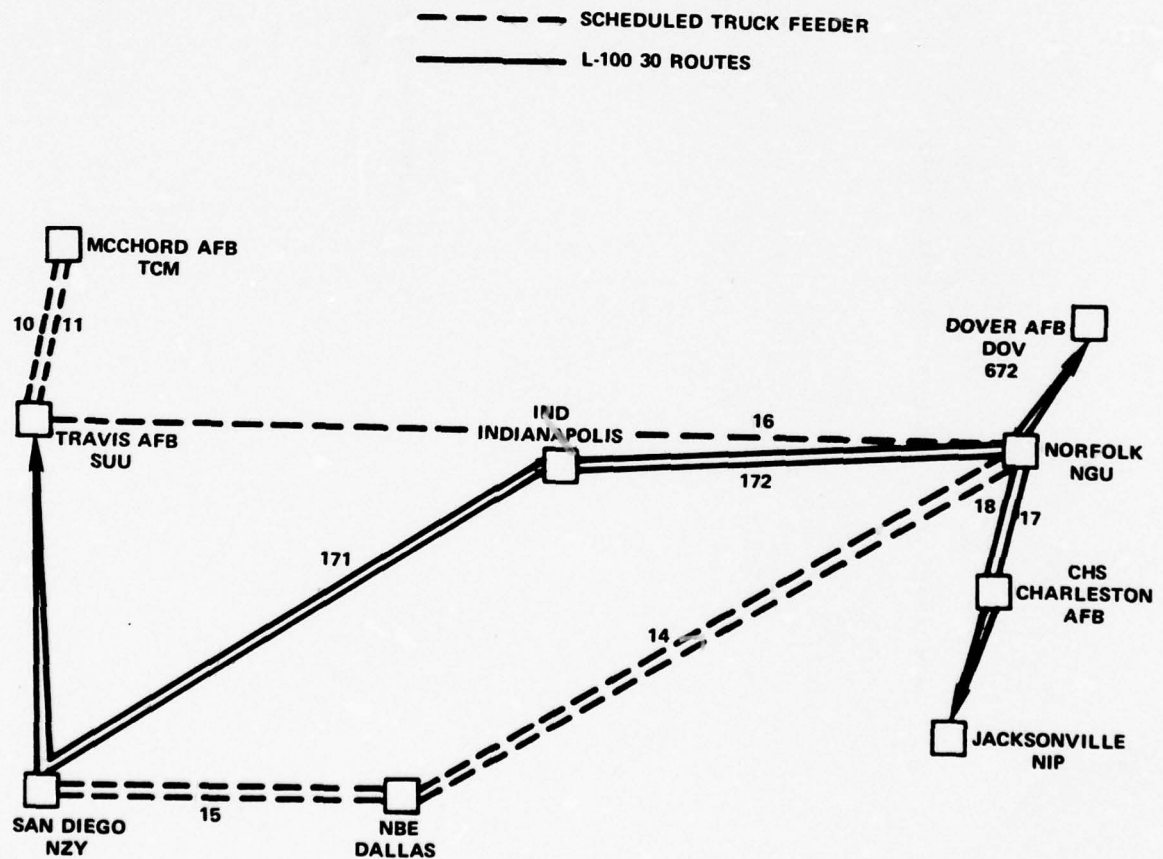 SCHEDULED TRUCK FEEDER
L-100 30 ROUTES
MCCHORD AFB
TCM
10
11
DOVER AFB
DOV
672
TRAVIS AFB
SUU
IND
INDIANAPOLIS
16
NORFOLK
NGU
172
18
17
171
CHS
CHARLESTON
AFB
14
JACKSONVILLE
NIP
15
SAN DIEGO
NZY
NBE
DALLAS